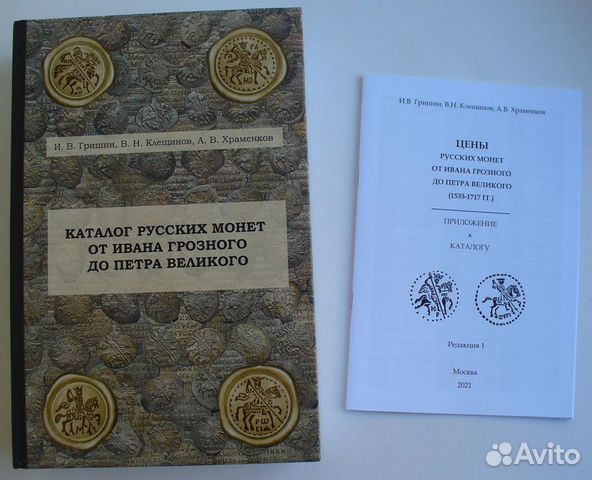 И. В. Гришин, В. Н. Клещинов, А. В. Храменков
КАТАЛОГ РУССКИХ МОНЕТ
ОТ ИВАНА ГРОЗНОГО
ДО ПЕТРА ВЕЛИКОГО
И.В. Гришин, В.Н. Клещинов, А.В. Храменков
ЦЕНЫ
РУССКИХ МОНЕТ
ОТ ИВАНА ГРОЗНОГО
ДО ПЕТРА ВЕЛИКОГО
(1533-1717 ГГ.)
ПРИЛОЖЕНИЕ
к
КАТАЛОГУ
Редакция 1
Москва
2021
Avito